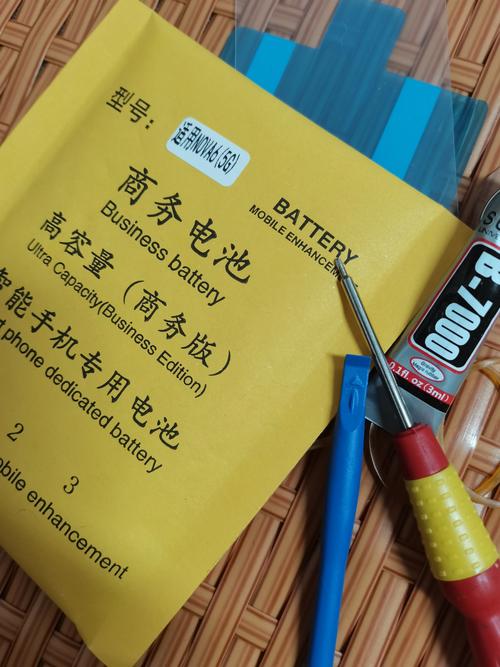 型号:
适用NOVA6(5G)
BATTERY
MOBILE ENHANCEM
商务电池
Business battery
高容量（商务版）
Ultra Capacity(Business Edition)
智能手机专用电池
t phone dedicated battery
2
3
obile enhancement
B-7000
0.1fl. oz (3ml)